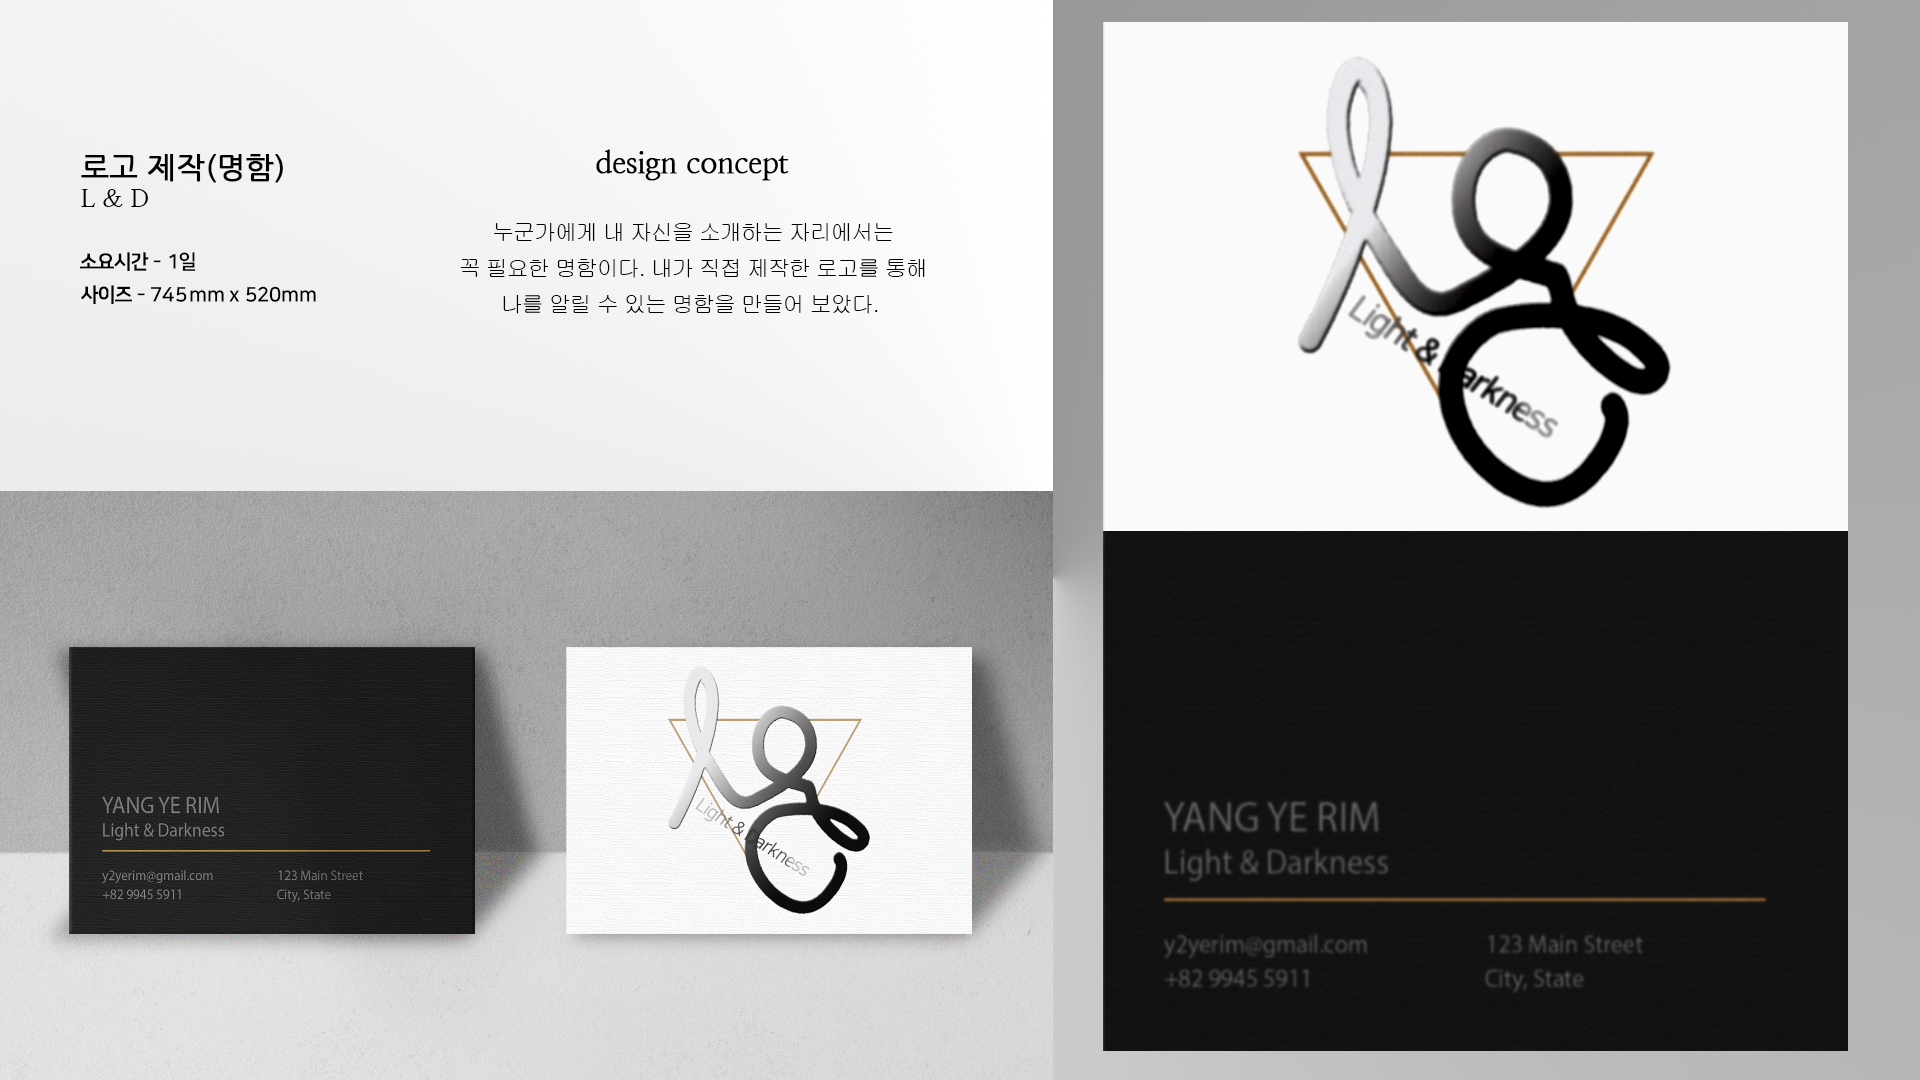 로고 제작(명함)
L & D
소요시간 - 1일
사이즈 - 745mm x 520mm
design concept
누군가에게 내 자신을 소개하는 자리에서는
꼭 필요한 명함이다. 내가 직접 제작한 로고를 통해
나를 알릴 수 있는 명함을 만들어 보았다.
YANG YE RIM
Light & Darkness
y2yerim@gmail.com
+82 9945 5911
123 Main Street
City, State
Light & Darkness
Light & Darkness
YANG YE RIM
Light & Darkness
y2yerim@gmail.com
+82 9945 5911
123 Main Street
City, State